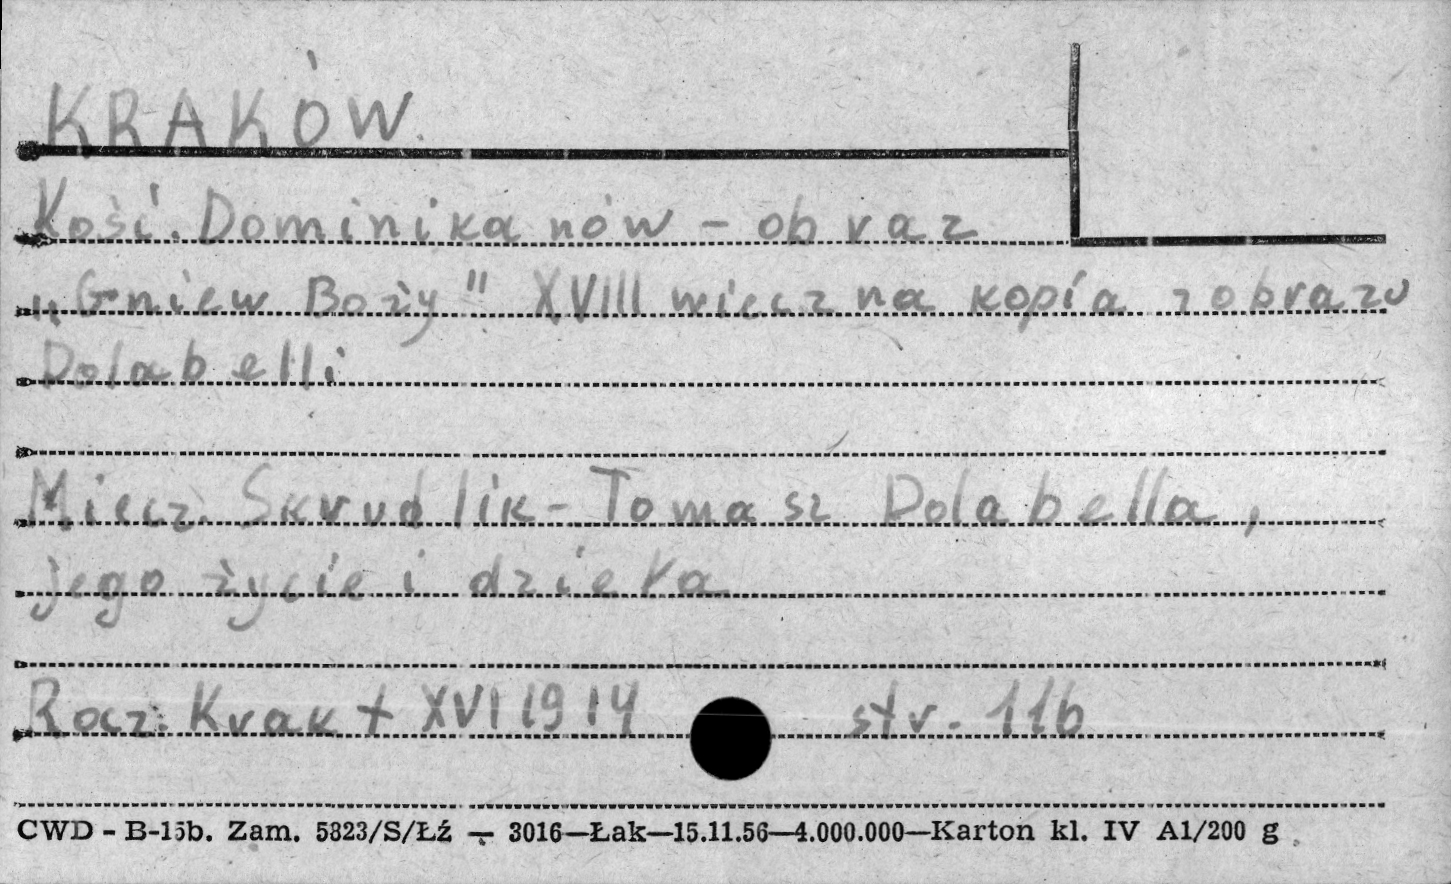 KRAKÓW.
Kość. Dominikanów - obraz
„Gniew Boży" XVIII wieczna kopia z obrazu
Dolabelli
Miecz. Skrudlik - Tomasz Dolabella,
jego życie i dzieła
Rocz. Krak t XVI 1914 str. 116
CWD - B-15b. Zam. 5823/S/Łź — 3016—Łak—15.11.56—4.000.000—Karton kl. IV A1/200 g